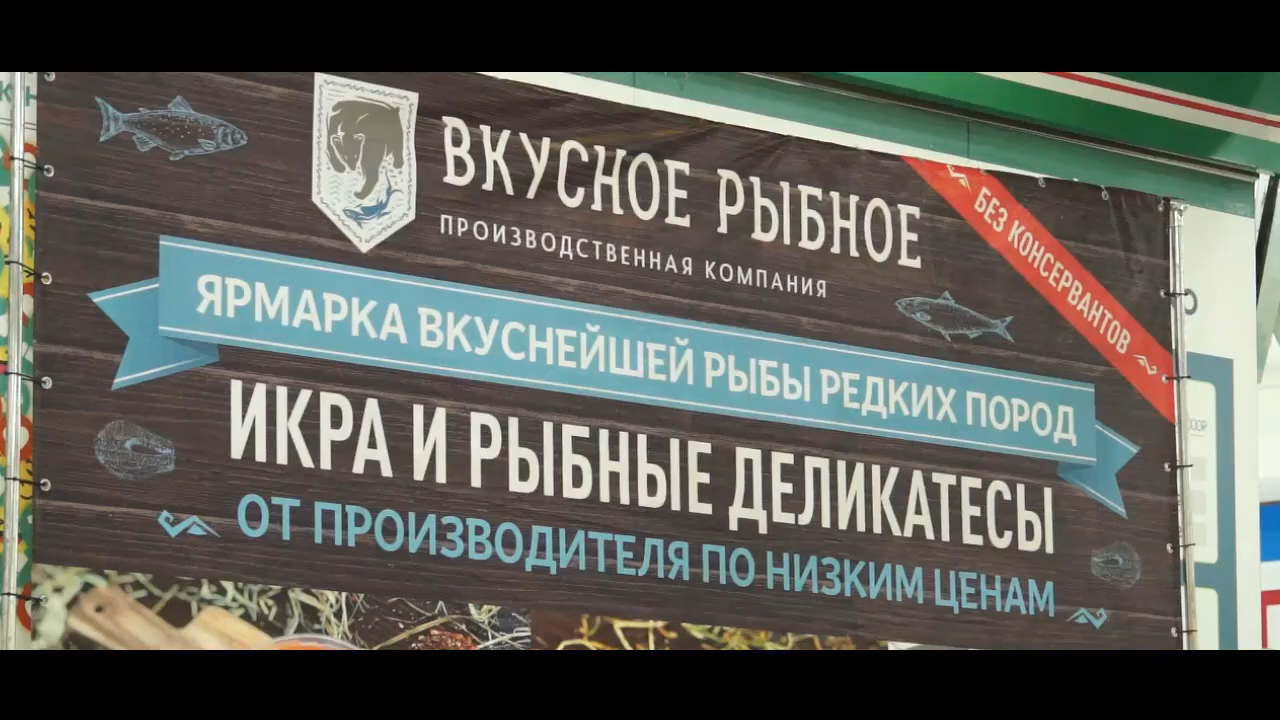 ВКУСНОЕ РЫБНОЕ
ПРОИЗВОДСТВЕННАЯ КОМПАНИЯ
БЕЗ КОНСЕРВАНТОВ
ЯРМАРКА ВКУСНЕЙШЕЙ РЫБЫ РЕДКИХ ПОРОД
ИКРА И РЫБНЫЕ ДЕЛИКАТЕСЫ
ОТ ПРОИЗВОДИТЕЛЯ ПО НИЗКИМ ЦЕНАМ